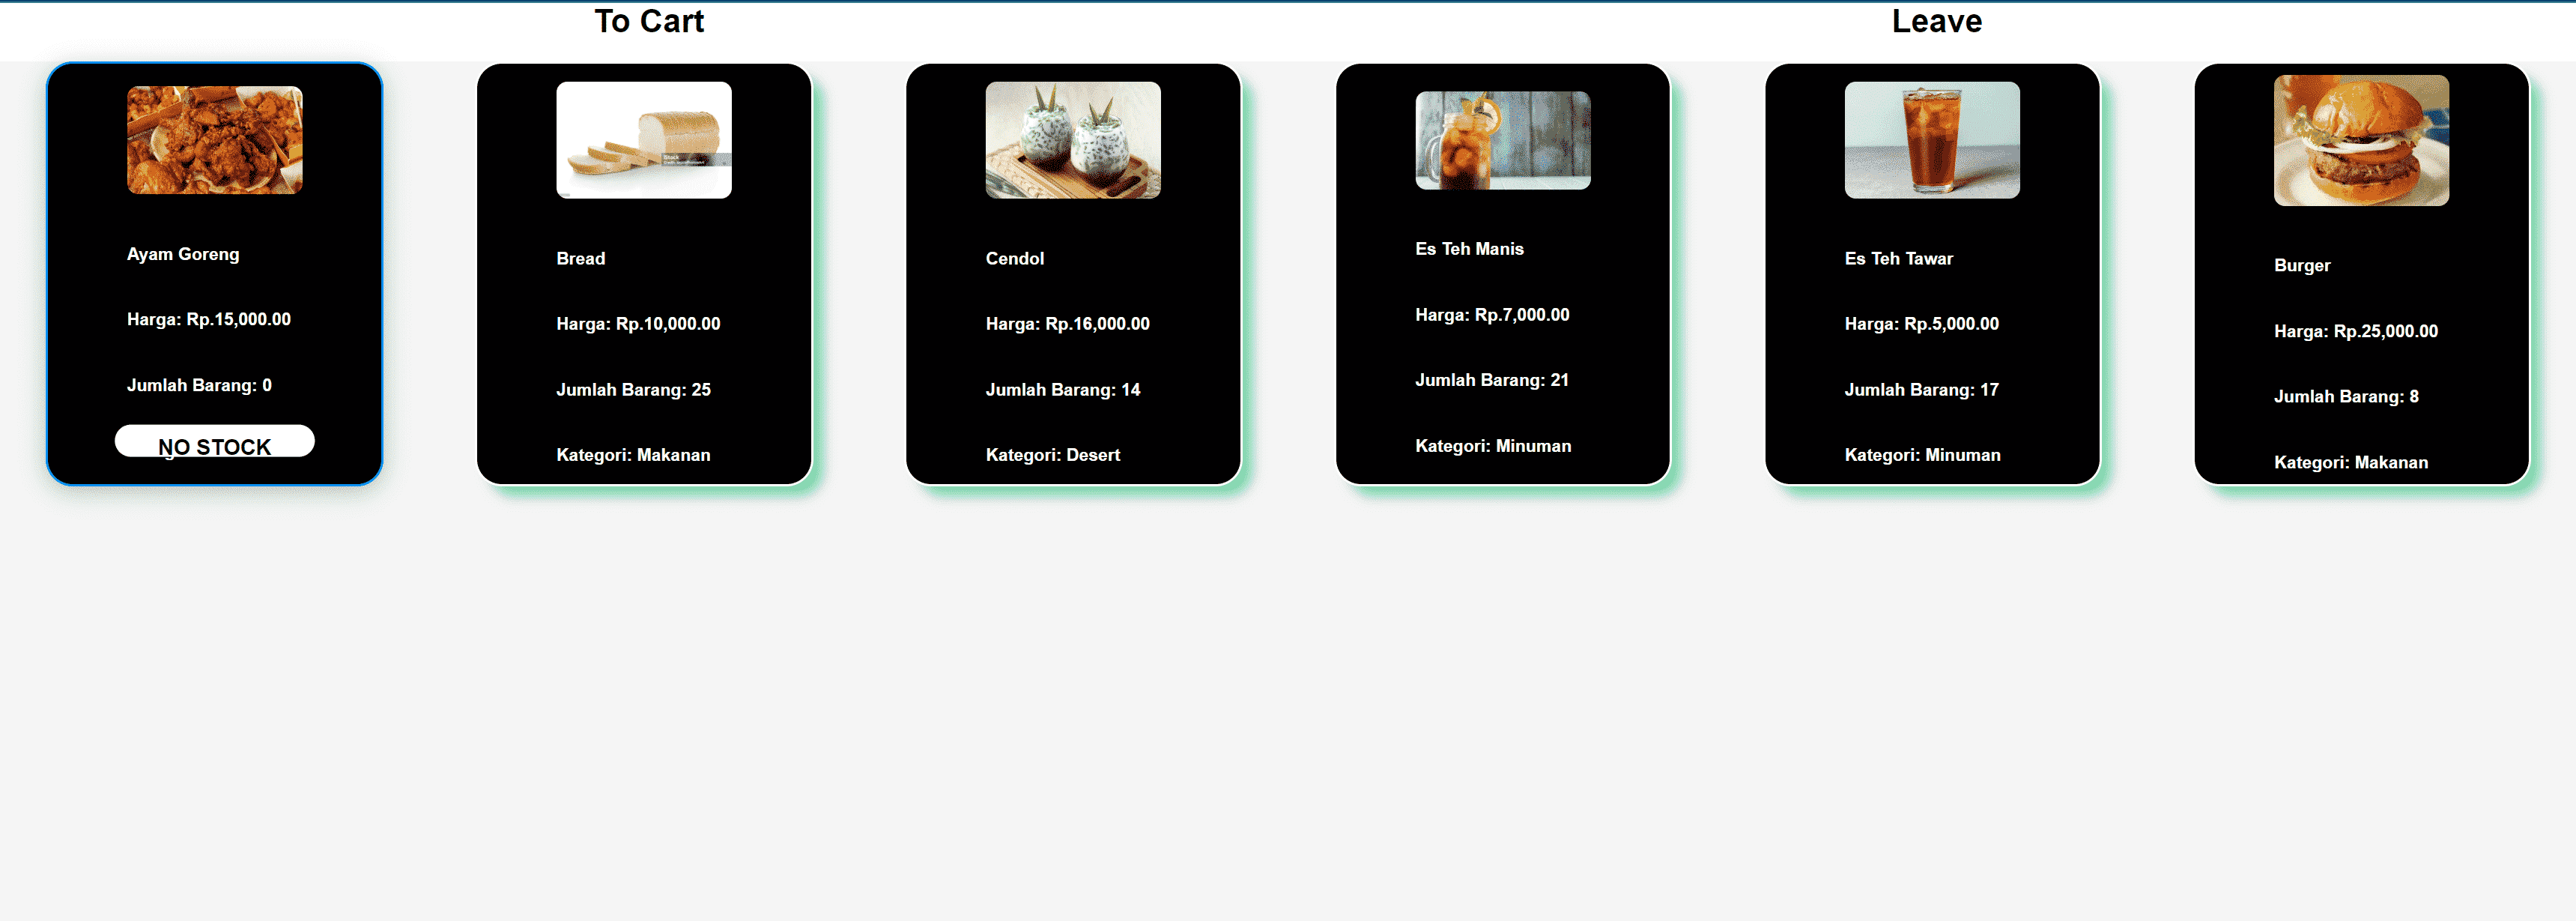 To Cart
Leave
Ayam Goreng
Harga: Rp.15,000.00
Jumlah Barang: 0
NO STOCK
Bread
Harga: Rp.10,000.00
Jumlah Barang: 25
Kategori: Makanan
Cendol
Harga: Rp.16,000.00
Jumlah Barang: 14
Kategori: Desert
Es Teh Manis
Harga: Rp.7,000.00
Jumlah Barang: 21
Kategori: Minuman
Es Teh Tawar
Harga: Rp.5,000.00
Jumlah Barang: 17
Kategori: Minuman
Burger
Harga: Rp.25,000.00
Jumlah Barang: 8
Kategori: Makanan